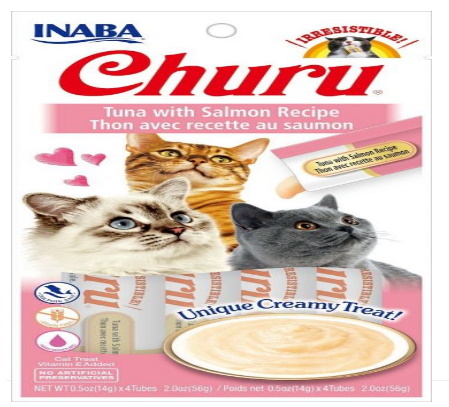 INABA
IRRESISTIBLE!
Churu®
Tuna with Salmon Recipe
Thon avec recette au saumon
Tuna with Salmon Recipe
Thon avec recette au saumon
Unique Creamy Treat!
Cat Treat
Vitamin E Added
NO ARTIFICIAL
PRESERVATIVES
NET WT 0.5oz(14g) x 4Tubes 2.0oz(56g) / Poids net 0.5oz(14g) x 4Tubes 2.0oz(56g)